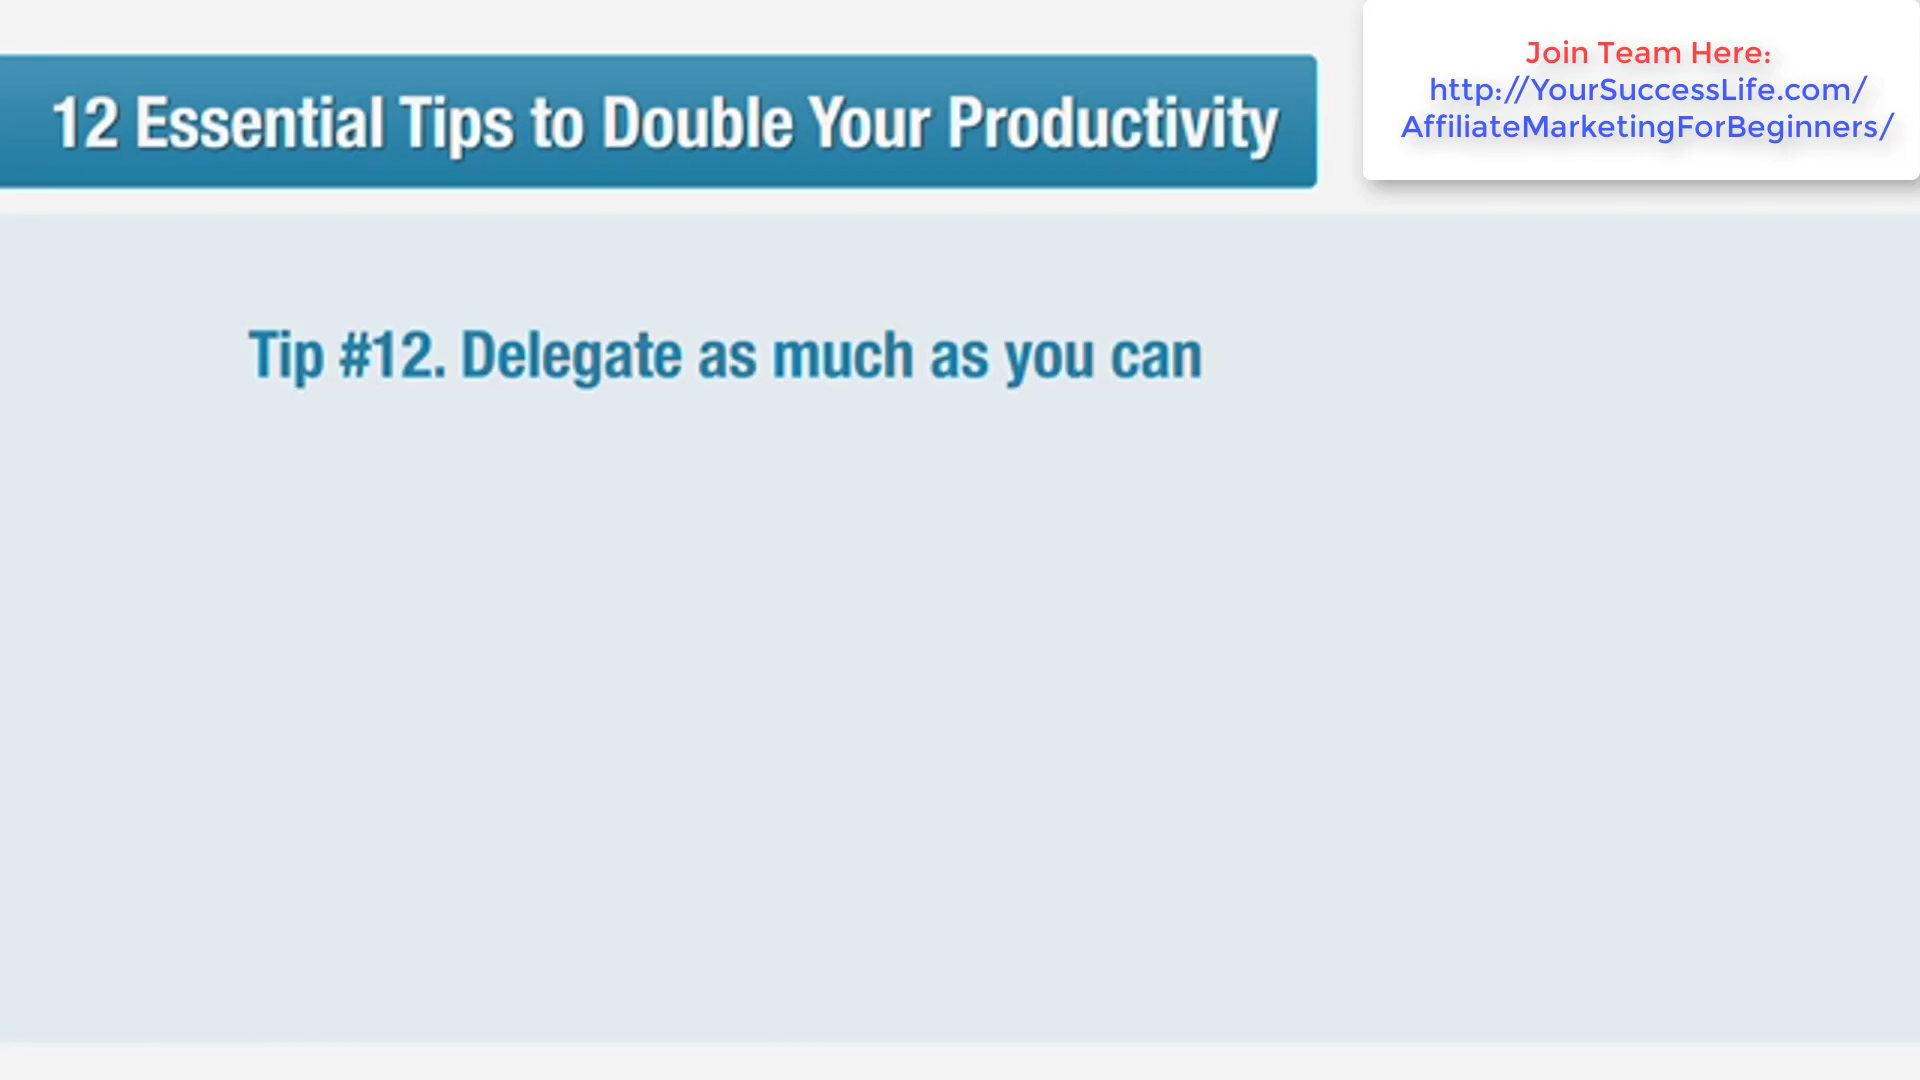 12 Essential Tips to Double Your Productivity
Join Team Here:
http://YourSuccessLife.com/
AffiliateMarketingForBeginners/
Tip #12. Delegate as much as you can